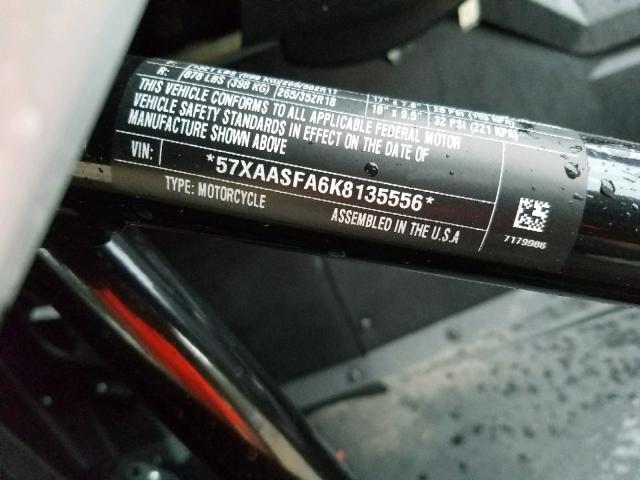 R: 878 LBS (398 KG) 265/35ZR18 18" x 9.5" 32 PSI (221 KPA)
THIS VEHICLE CONFORMS TO ALL APPLICABLE FEDERAL MOTOR
VEHICLE SAFETY STANDARDS IN EFFECT ON THE DATE OF
MANUFACTURE SHOWN ABOVE
VIN: *57XAASFA6K8135556*
TYPE: MOTORCYCLE ASSEMBLED IN THE U.S.A
7179986